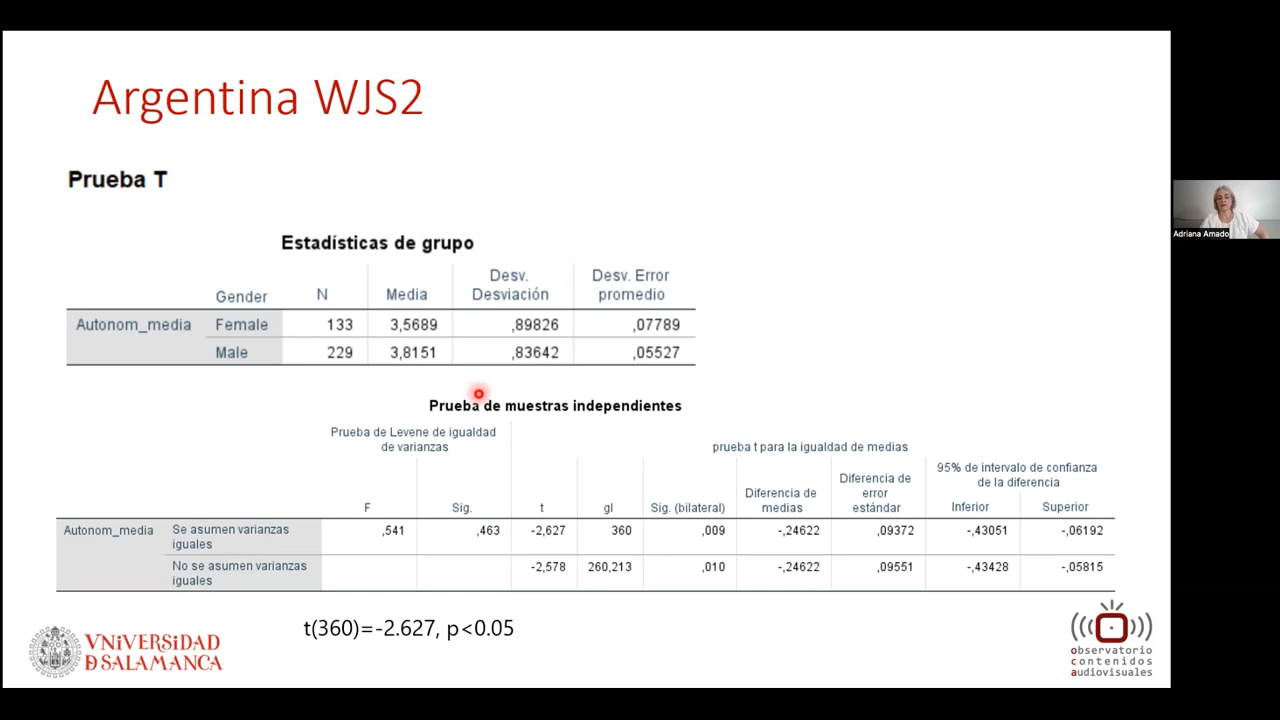 Argentina WJS2
Prueba T
Estadísticas de grupo
Gender N Media Desv. Desviación Desv. Error promedio
Autonom_media Female 133 3,5689 ,89826 ,07789
Male 229 3,8151 ,83642 ,05527
Prueba de muestras independientes
Prueba de Levene de igualdad de varianzas
prueba t para la igualdad de medias
F Sig. t gl Sig. (bilateral) Diferencia de medias Diferencia de error estándar 95% de intervalo de confianza de la diferencia
Inferior Superior
Autonom_media Se asumen varianzas iguales ,541 ,463 -2,627 360 ,009 -,24622 ,09372 -,43051 -,06192
No se asumen varianzas iguales -2,578 260,213 ,010 -,24622 ,09551 -,43428 -,05815
t(360)=-2.627, p<0.05
VNiVERSiDAD
D SALAMANCA
observatorio
contenidos
audiovisuales
Adriana Amado